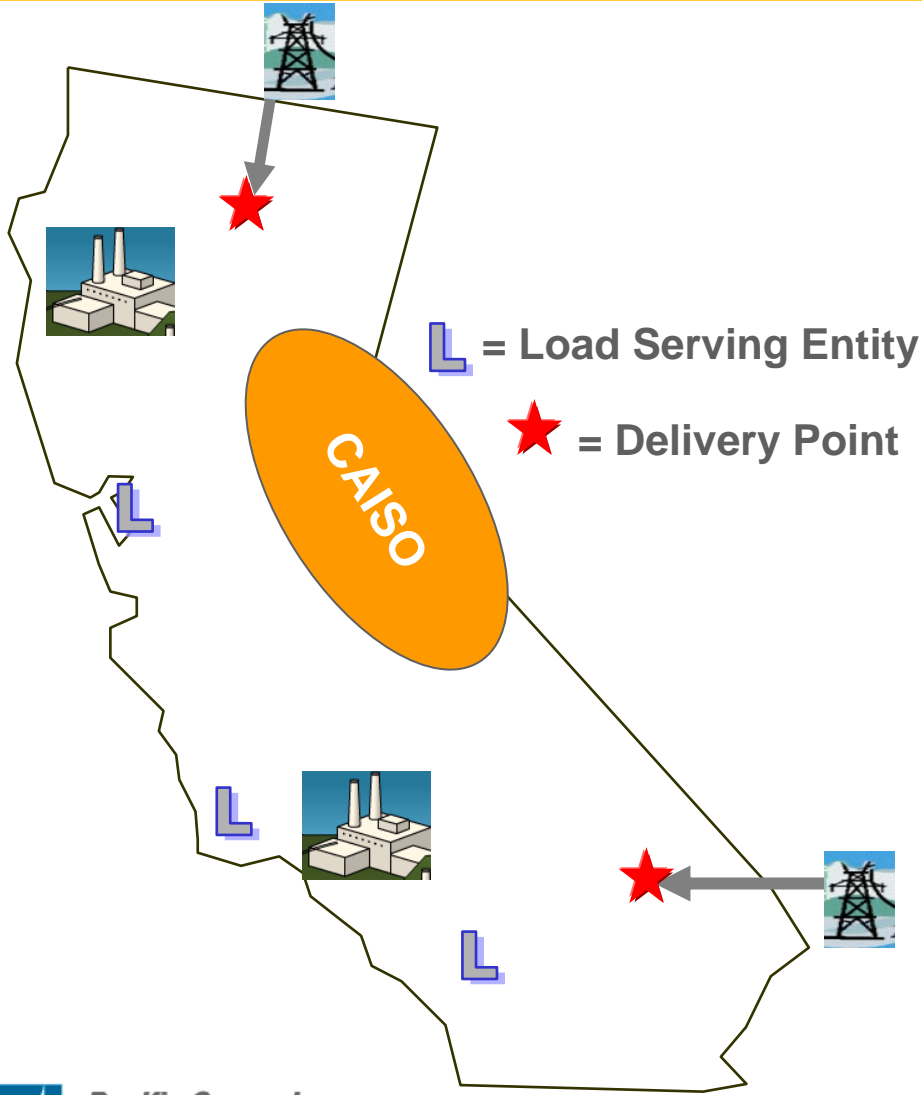 L = Load Serving Entity
= Delivery Point
CAISO
L
L
L